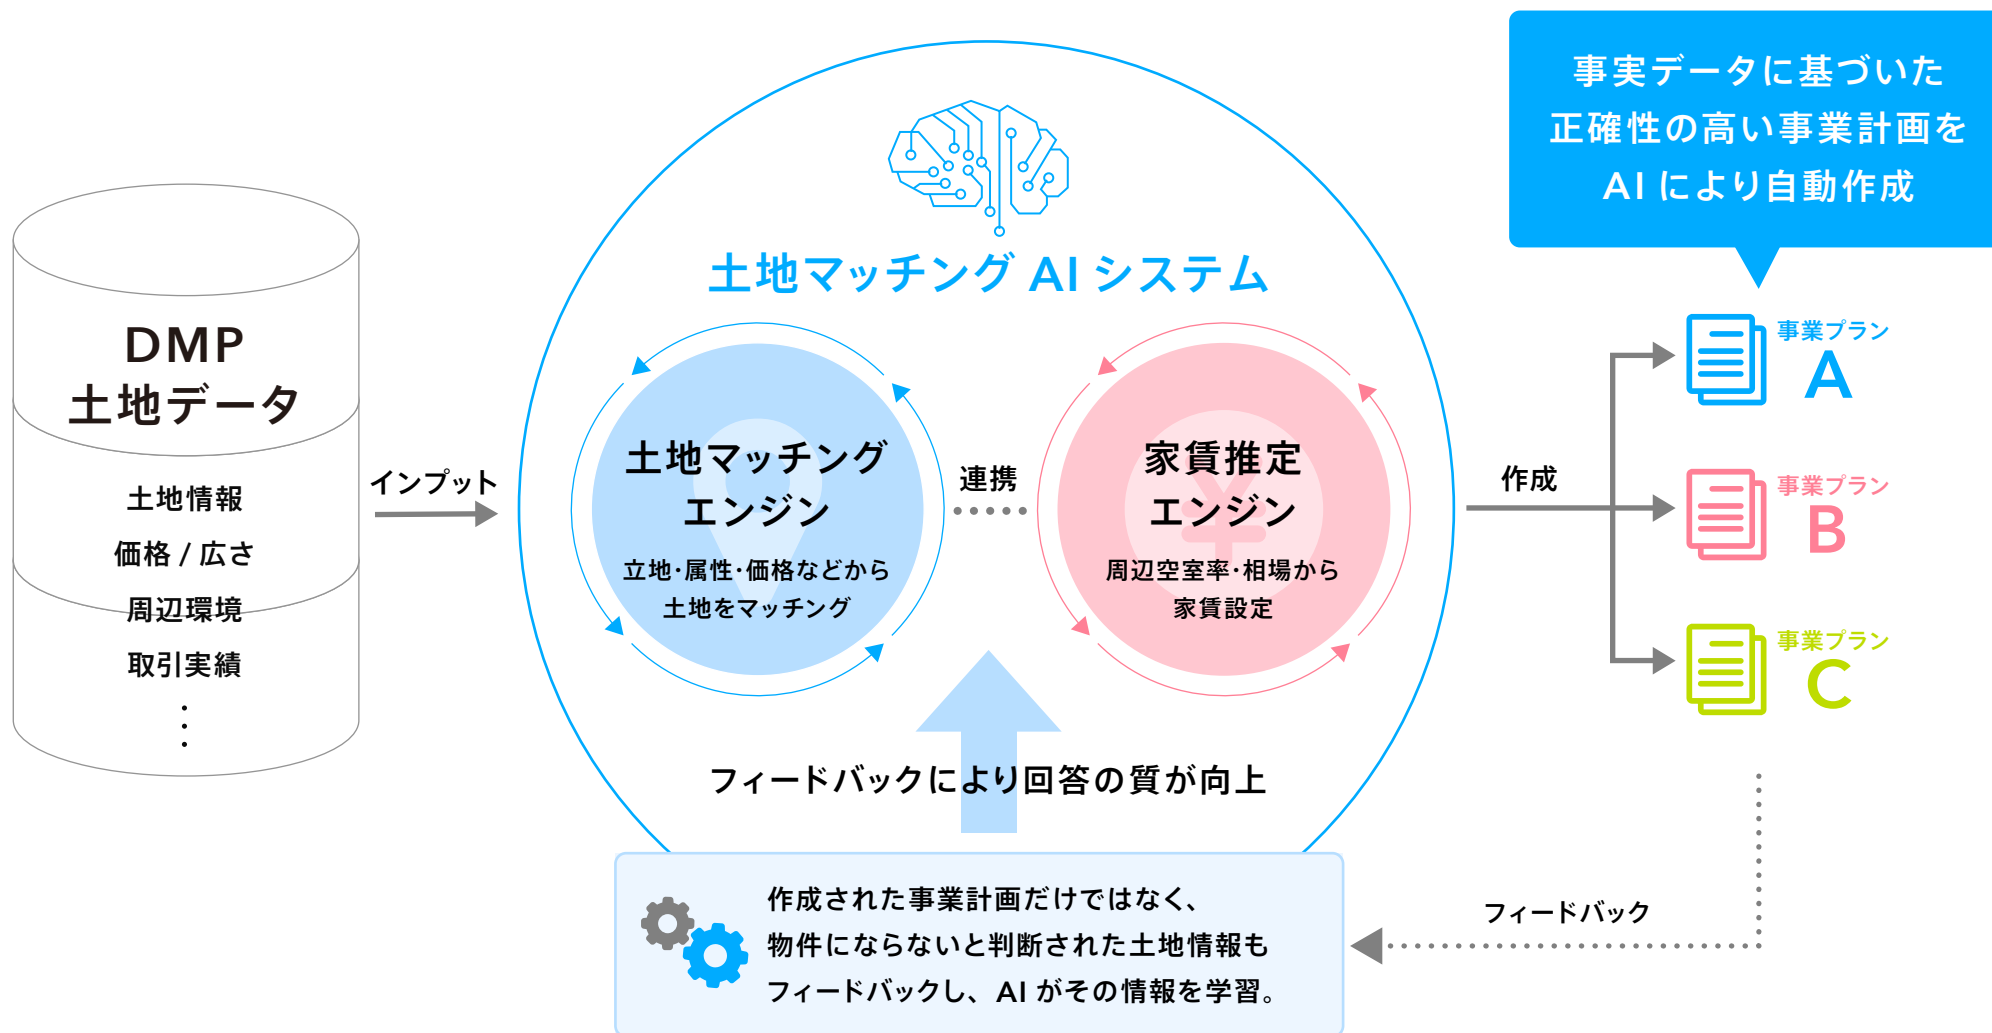 DMP
土地データ
土地情報
価格 / 広さ
周辺環境
取引実績
インプット
土地マッチング AI システム
土地マッチング
エンジン
立地・属性・価格などから
土地をマッチング
連携
家賃推定
エンジン
周辺空室率・相場から
家賃設定
フィードバックにより回答の質が向上
作成された事業計画だけではなく、
物件にならないと判断された土地情報も
フィードバックし、AI がその情報を学習。
作成
事実データに基づいた
正確性の高い事業計画を
AI により自動作成
事業プラン
A
事業プラン
B
事業プラン
C
フィードバック